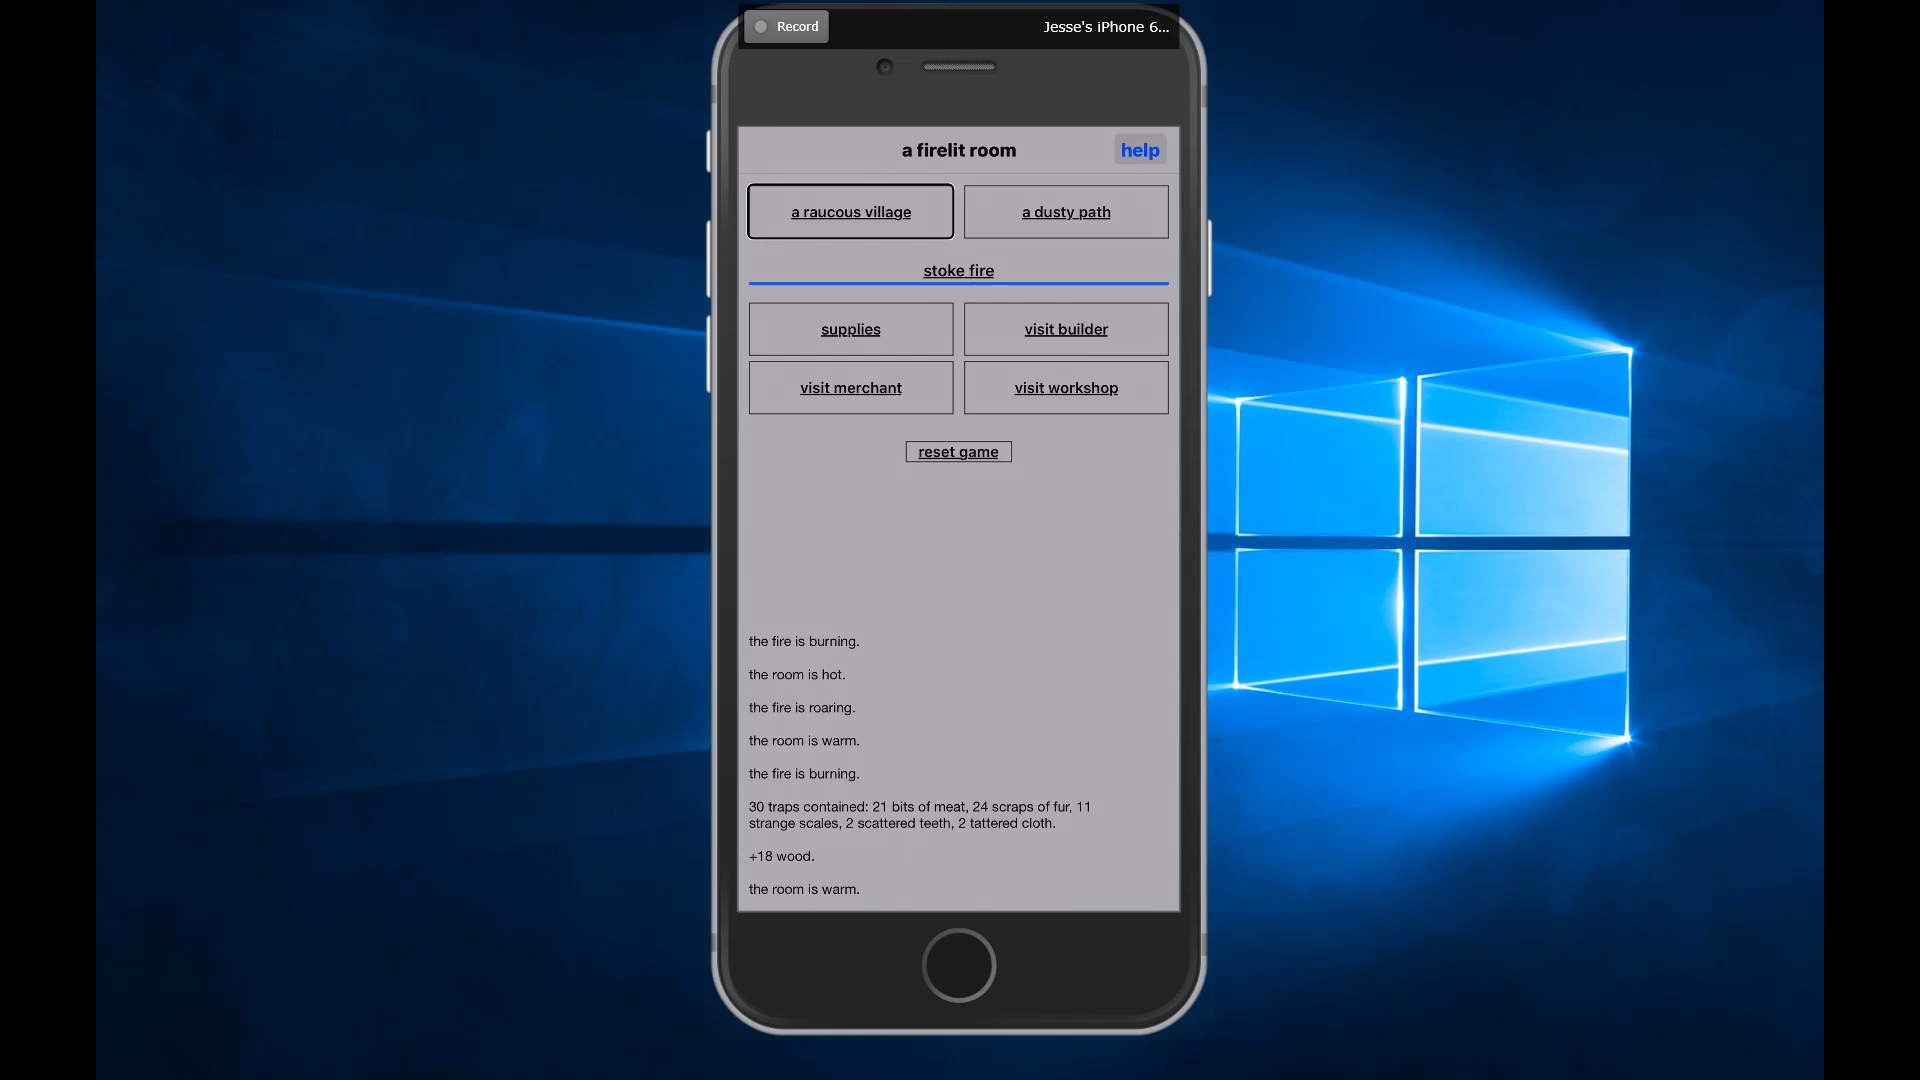 Record
Jesse's iPhone 6...
a firelit room
help
a raucous village
a dusty path
stoke fire
supplies
visit builder
visit merchant
visit workshop
reset game
the fire is burning.
the room is hot.
the fire is roaring.
the room is warm.
the fire is burning.
30 traps contained: 21 bits of meat, 24 scraps of fur, 11
strange scales, 2 scattered teeth, 2 tattered cloth.
+18 wood.
the room is warm.